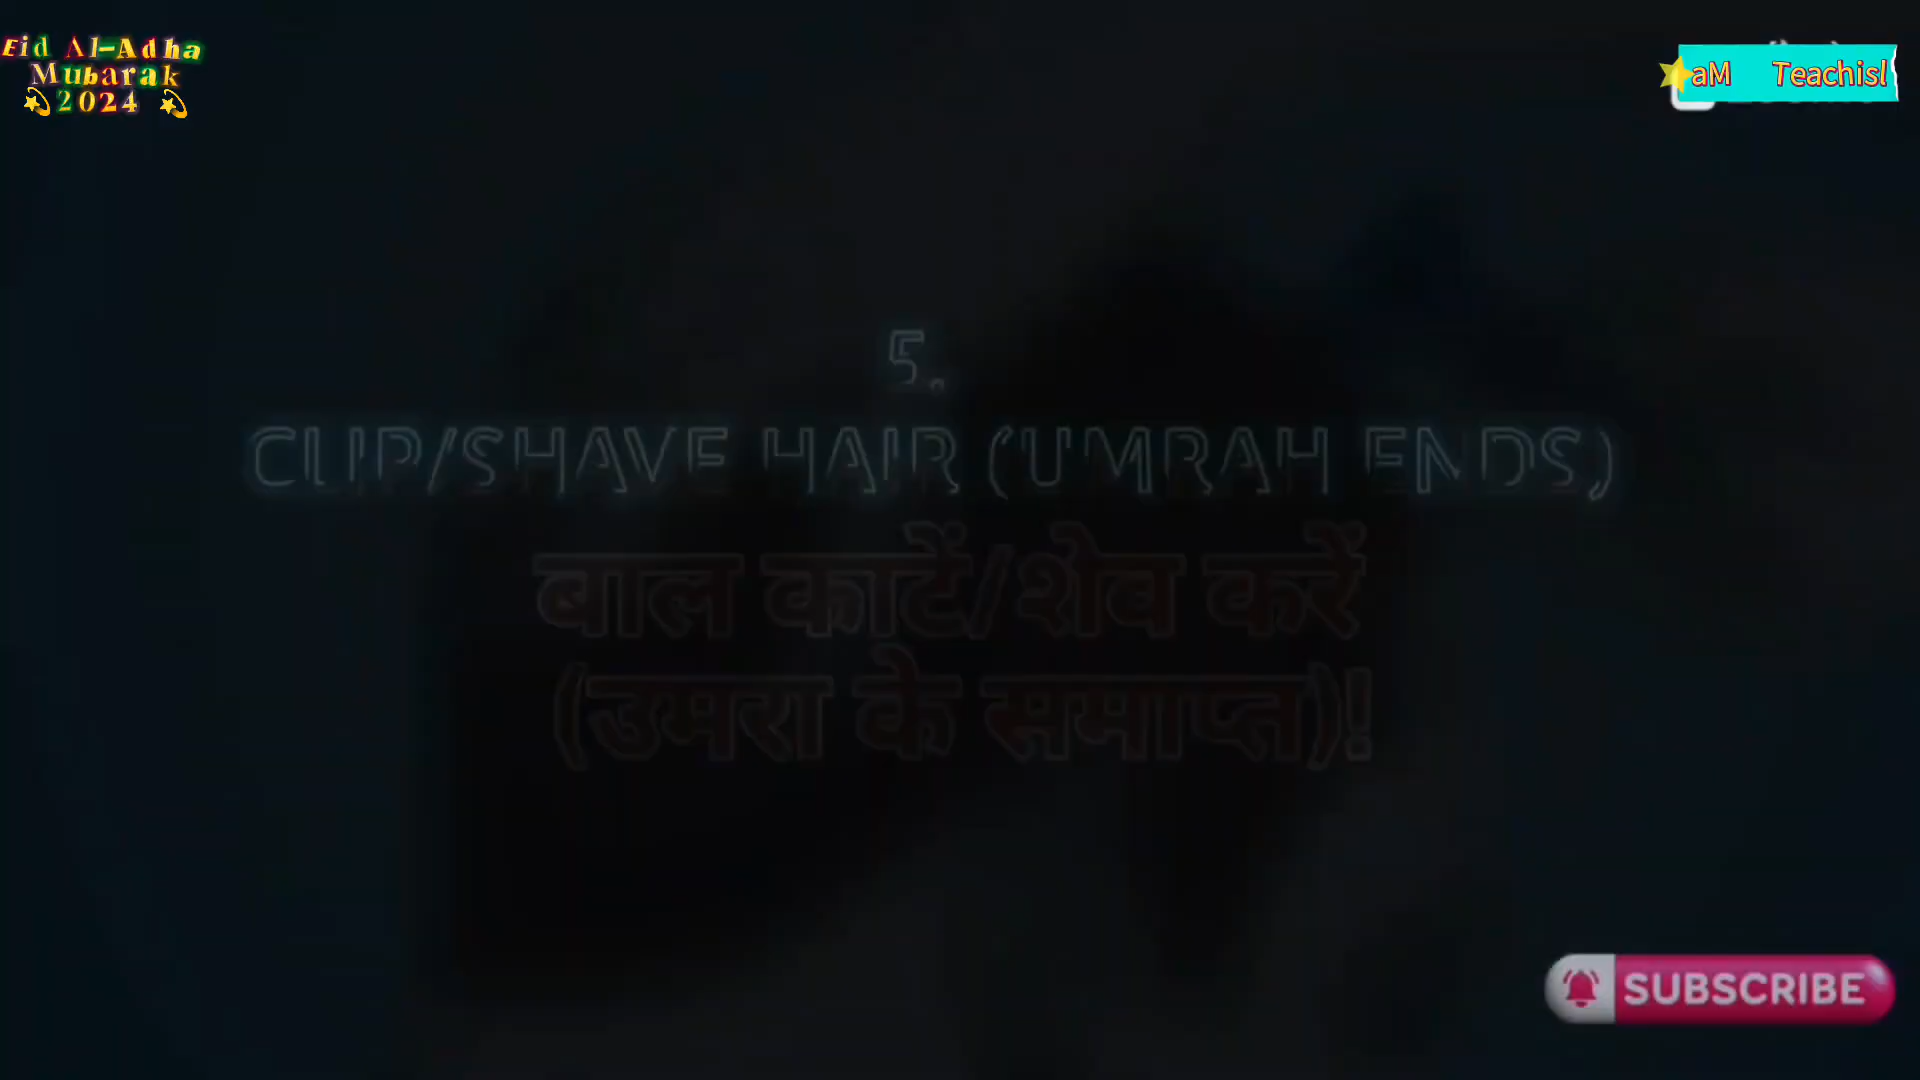 Eid Al-Adha
Mubarak
2024
aM Teachisl
5.
CLIP/SHAVE HAIR (UMRAH ENDS)
बाल काटें/शेव करें
(उमरा के समाप्त)!
SUBSCRIBE